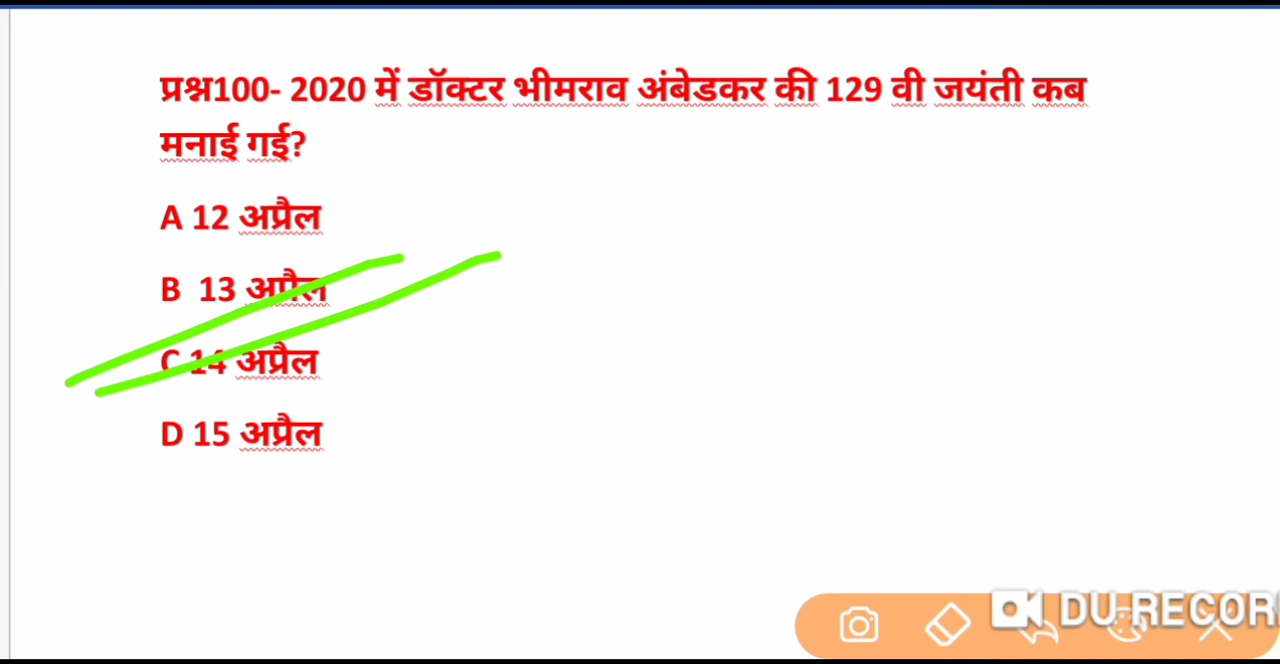 प्रश्न100- 2020 में डॉक्टर भीमराव अंबेडकर की 129 वी जयंती कब
मनाई गई?
A 12 अप्रैल
B 13 अप्रैल
C 14 अप्रैल
D 15 अप्रैल
DU RECOR